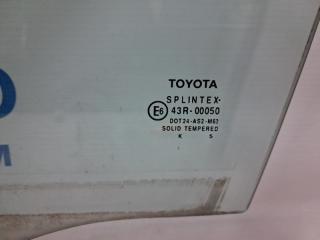 TOYOTA
SPLINTEX
E6 43R-00050
DOT24-AS2-M62
SOLID TEMPERED
K S
O
M